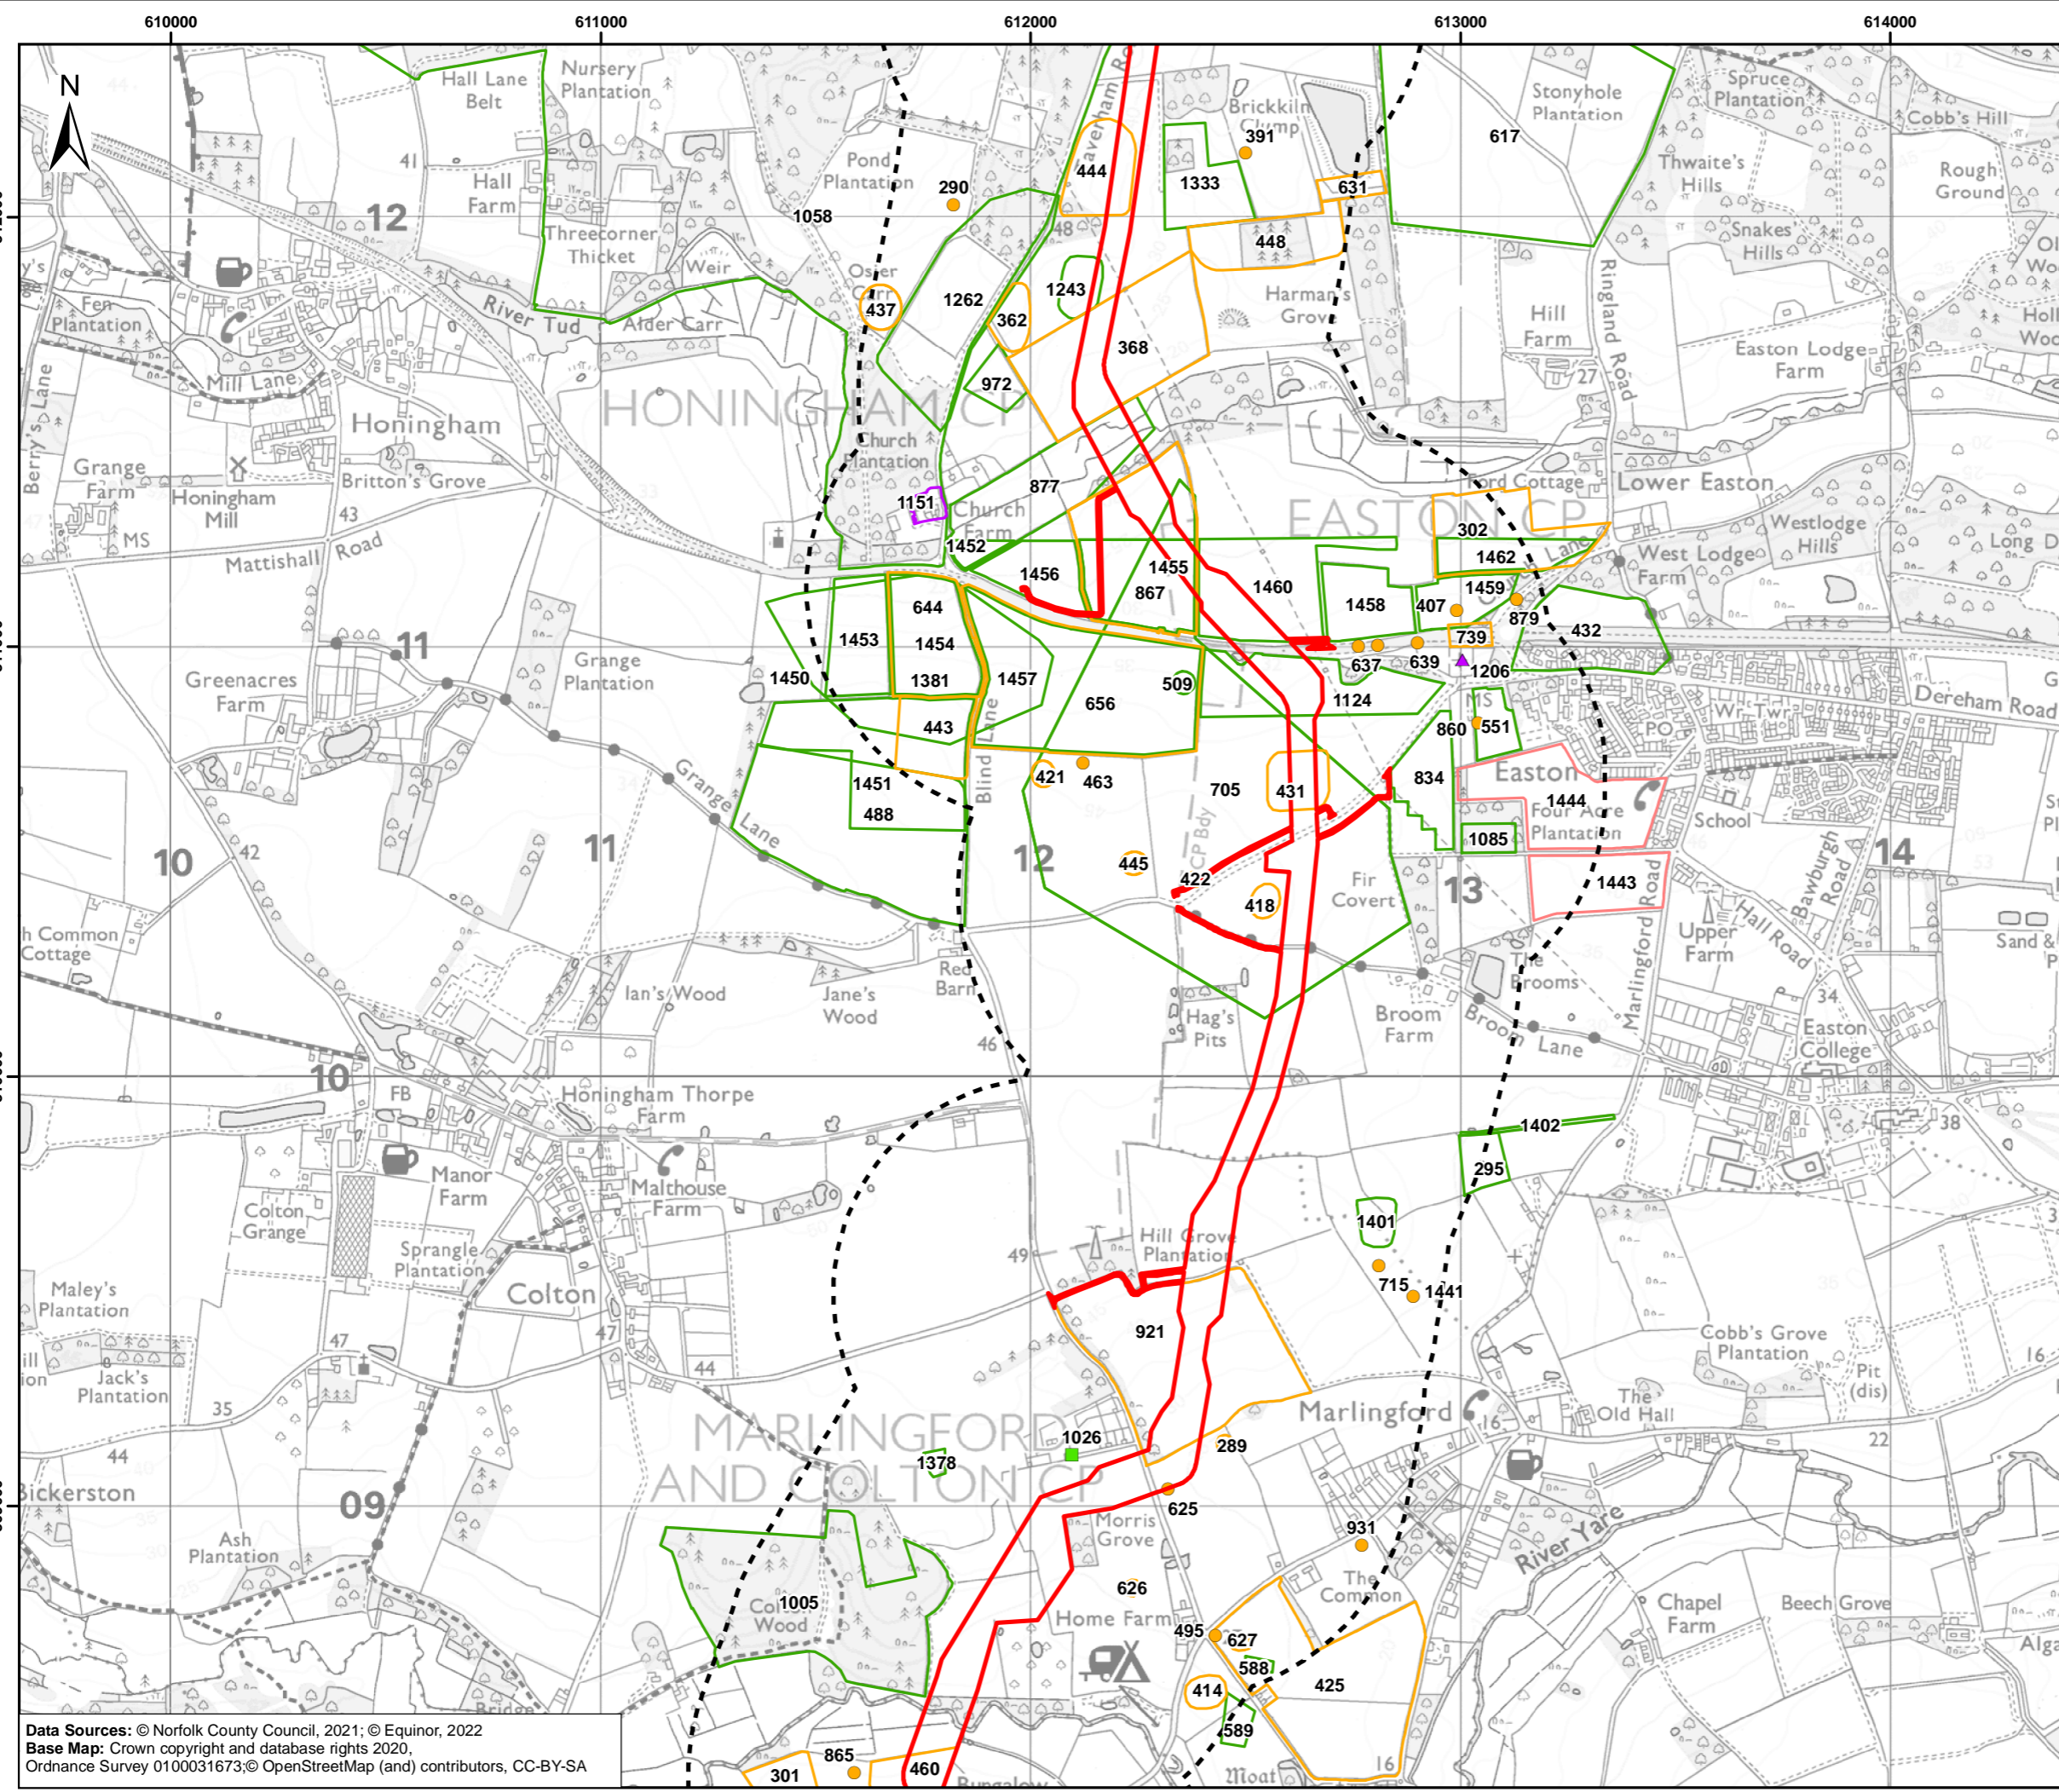 610000
611000
612000
613000
614000
N
Hall Lane
Belt
Nursery
Plantation
Brickkiln
Clump
391
Stonyhole
Plantation
617
Spruce
Plantation
Cobb's Hill
41
Hall
Farm
Pond
Plantation
290
444
1333
631
Thwaite's
Hills
Rough
Ground
12
Threecorner
Thicket
1058
48
448
Snakes
Hills
Weir
Osier
Carr
437
1262
1243
362
Harman's
Grove
Hill
Farm
Ringland Road
Fen
Plantation
River Tud
Alder Carr
368
Easton Lodge
Farm
27
Mill Lane
972
Berry's Lane
HONINGHAM CP
Honingham
Church
Plantation
Grange
Farm
Honingham
Mill
Britton's Grove
877
Ford Cottage
Lower Easton
43
33
1151
Church
Farm
EASTON CP
302
Westlodge
Hills
MS
Mattishall Road
1452
1462
Lane
West Lodge
Farm
1456
1455
867
1460
1458
407
1459
879
432
644
1453
1454
739
11
Grange
Plantation
1450
1381
1457
509
637
639
1206
Greenacres
Farm
656
1124
MS
Dereham Road
443
Blind Lane
860
551
PO
421
463
705
431
834
Easton
1444
Four Acre
Plantation
School
1451
488
Grange Lane
CP Bdy
1085
10
42
11
12
445
422
418
Fir
Covert
13
1443
14
Marlingford Road
Bawburgh
Road
Hall Road
Upper
Farm
h Common
Cottage
Red
Barn
The
Brooms
Sand &
Ian's Wood
Jane's
Wood
Hag's
Pits
Broom
Farm
Broom Lane
34
Easton
College
46
10
FB
Honingham Thorpe
Farm
1402
38
295
Manor
Farm
Malthouse
Farm
Colton
Grange
1401
Sprangle
Plantation
49
Hill Grove
Plantation
715
1441
Maley's
Plantation
Colton
921
47
47
44
Cobb's Grove
Plantation
16
Jack's
Plantation
Pit
(dis)
35
The
Old Hall
MARLINGFORD
AND COLTON CP
Marlingford
16
44
1026
289
22
1378
Bickerston
09
625
Morris
Grove
931
River Yare
Ash
Plantation
626
The
Common
1005
Colton
Wood
Home Farm
495
627
Chapel
Farm
Beech Grove
588
425
414
589
Bridge
865
301
460
Bungalow
Moat
16
Data Sources: © Norfolk County Council, 2021; © Equinor, 2022
Base Map: Crown copyright and database rights 2020,
Ordnance Survey 0100031673;© OpenStreetMap (and) contributors, CC-BY-SA